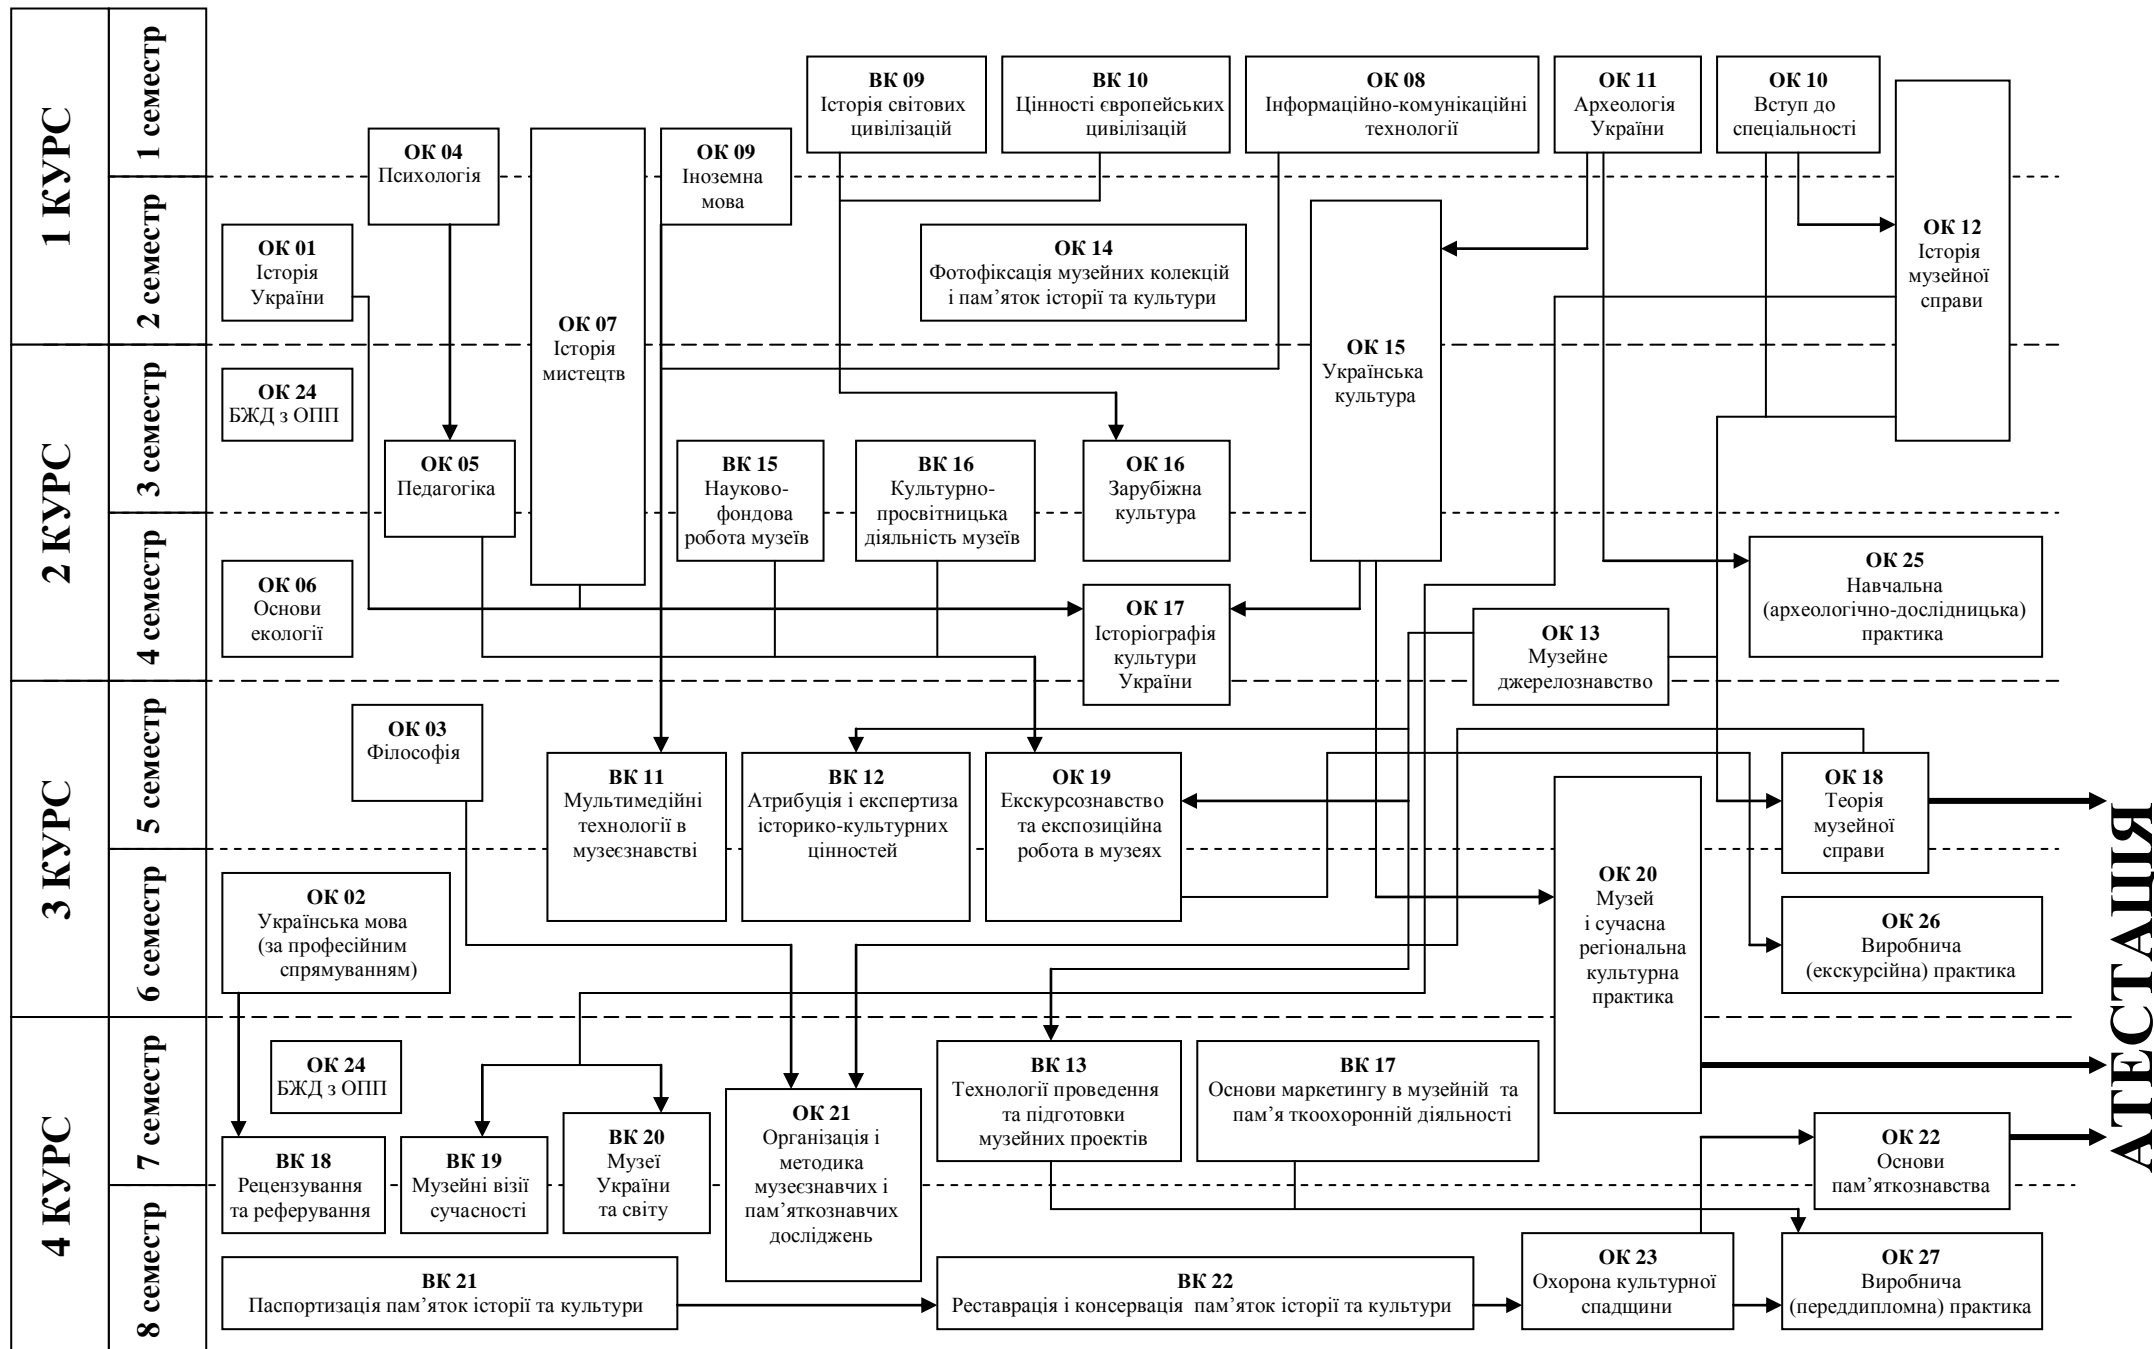 1 КУРС
2 КУРС
3 КУРС
4 КУРС
1 семестр
2 семестр
3 семестр
4 семестр
5 семестр
6 семестр
7 семестр
8 семестр
ВК 09
Історія світових
цивілізацій
ВК 10
Цінності європейських
цивілізацій
ОК 08
Інформаційно-комунікаційні
технології
ОК 11
Археологія
України
ОК 10
Вступ до
спеціальності
ОК 04
Психологія
ОК 09
Іноземна
мова
ОК 12
Історія
музейної
справи
ОК 01
Історія
України
ОК 14
Фотофіксація музейних колекцій
і пам’яток історії та культури
ОК 07
Історія
мистецтв
ОК 15
Українська
культура
ОК 24
БЖД з ОПП
ОК 05
Педагогіка
ВК 15
Науково-
фондова
робота музеїв
ВК 16
Культурно-
просвітницька
діяльність музеїв
ОК 16
Зарубіжна
культура
ОК 25
Навчальна
(археологічно-дослідницька)
практика
ОК 06
Основи
екології
ОК 17
Історіографія
культури
України
ОК 13
Музейне
джерелознавство
ОК 03
Філософія
ВК 11
Мультимедійні
технології в
музеєзнавстві
ВК 12
Атрибуція і експертиза
історико-культурних
цінностей
ОК 19
Екскурсознавство
та експозиційна
робота в музеях
ОК 18
Теорія
музейної
справи
ОК 20
Музей
і сучасна
регіональна
культурна
практика
ОК 02
Українська мова
(за професійним
спрямуванням)
ОК 26
Виробнича
(екскурсійна) практика
ОК 24
БЖД з ОПП
ВК 13
Технології проведення
та підготовки
музейних проектів
ВК 17
Основи маркетингу в музейній та
пам’я ткоохоронній діяльності
ОК 21
Організація і
методика
музеєзнавчих і
пам’яткознавчих
досліджень
ВК 18
Рецензування
та реферування
ВК 19
Музейні візії
сучасності
ВК 20
Музеї
України
та світу
ОК 22
Основи
пам’яткознавства
ВК 21
Паспортизація пам’яток історії та культури
ВК 22
Реставрація і консервація пам’яток історії та культури
ОК 23
Охорона культурної
спадщини
ОК 27
Виробнича
(переддипломна) практика
АТЕСТАЦІЯ